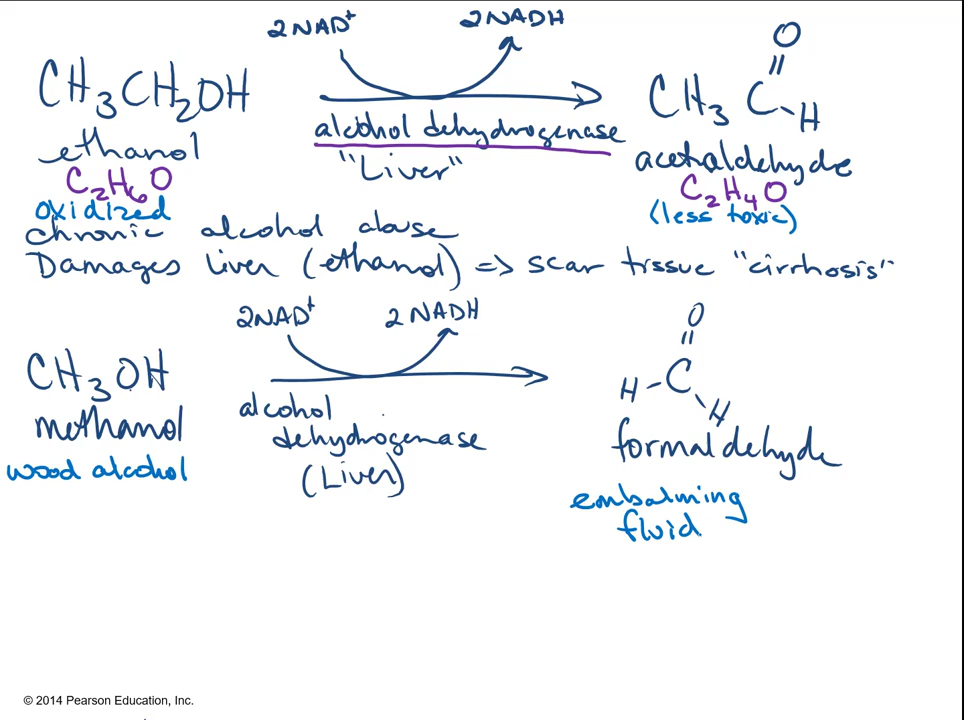 2NAD⁺ 2NADH
CH₃CH₂OH CH₃ C=O -H
alcohol dehydrogenase
ethanol "Liver" acetaldehyde
C₂H₆O C₂H₄O
oxidized (less toxic)
chronic alcohol abuse
Damages liver (ethanol) => scar tissue "cirrhosis"
2NAD⁺ 2 NADH O
CH₃OH H-C=O -H
methanol alcohol dehydrogenase formaldehyde
wood alcohol (Liver) embalming fluid
© 2014 Pearson Education, Inc.